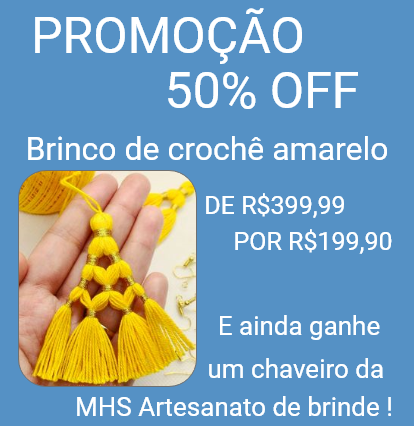 PROMOÇÃO
50% OFF
Brinco de crochê amarelo
DE R$399,99
POR R$199,90
E ainda ganhe
um chaveiro da
MHS Artesanato de brinde !